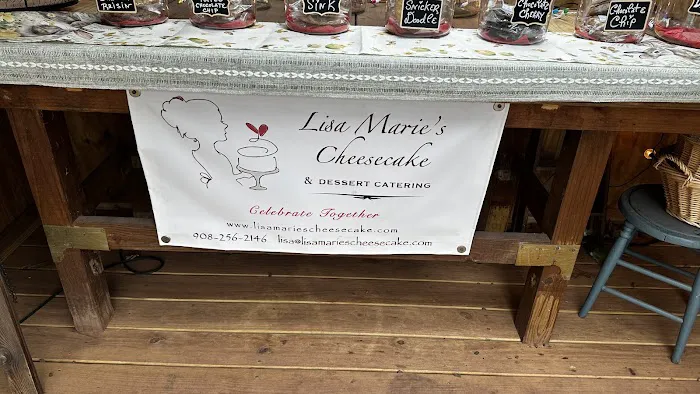 Raisin
Chocolate
Chip
Sink
Snicker
Doodle
Chocolate
Cherry
Chocolate
Chip
Lisa Marie's
Cheesecake
& DESSERT CATERING
Celebrate Together
www.lisamariescheesecake.com
908-256-2146 lisa@lisamariescheesecake.com